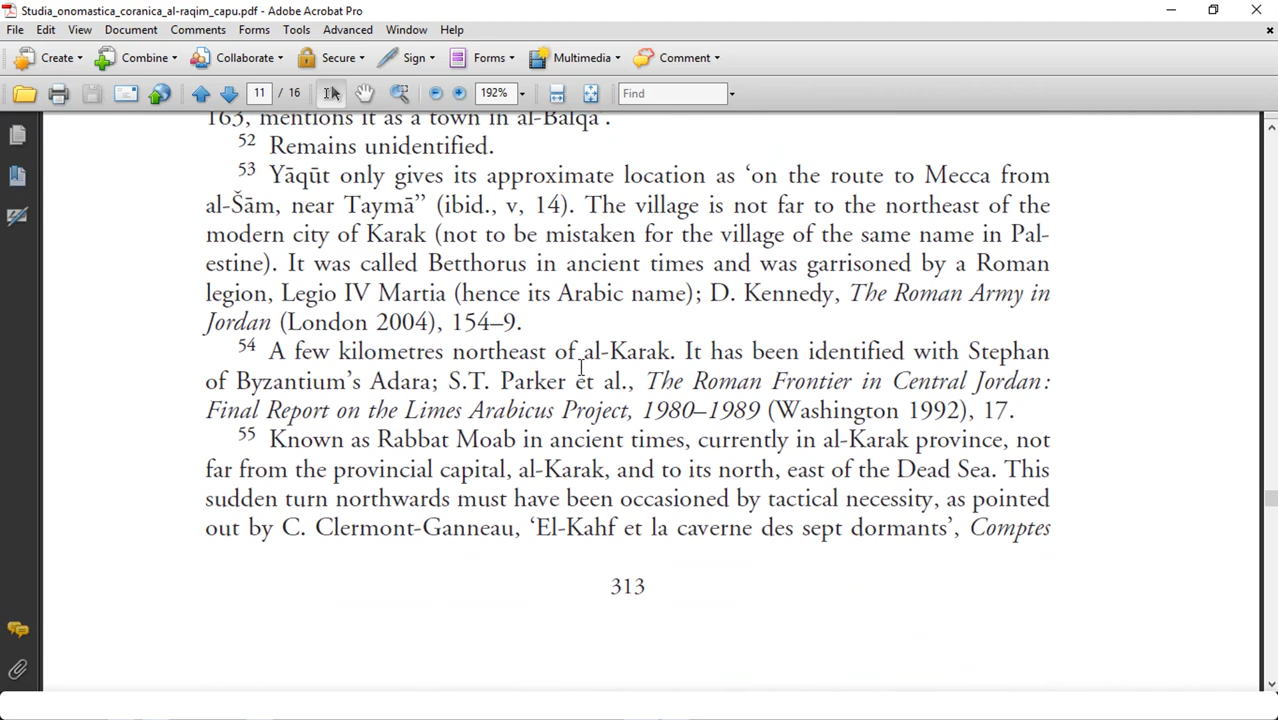 Studia_onomastica_coranica_al-raqim_capu.pdf - Adobe Acrobat Pro
File Edit View Document Comments Forms Tools Advanced Window Help
Create Combine Collaborate Secure Sign Forms Multimedia Comment
11 / 16 192% Find
163, mentions it as a town in al-Balqāʾ.
52 Remains unidentified.
53 Yāqūt only gives its approximate location as ‘on the route to Mecca from
al-Šām, near Taymā” (ibid., v, 14). The village is not far to the northeast of the
modern city of Karak (not to be mistaken for the village of the same name in Pal-
estine). It was called Betthorus in ancient times and was garrisoned by a Roman
legion, Legio IV Martia (hence its Arabic name); D. Kennedy, The Roman Army in
Jordan (London 2004), 154–9.
54 A few kilometres northeast of al-Karak. It has been identified with Stephan
of Byzantium’s Adara; S.T. Parker et al., The Roman Frontier in Central Jordan:
Final Report on the Limes Arabicus Project, 1980–1989 (Washington 1992), 17.
55 Known as Rabbat Moab in ancient times, currently in al-Karak province, not
far from the provincial capital, al-Karak, and to its north, east of the Dead Sea. This
sudden turn northwards must have been occasioned by tactical necessity, as pointed
out by C. Clermont-Ganneau, ‘El-Kahf et la caverne des sept dormants’, Comptes
313